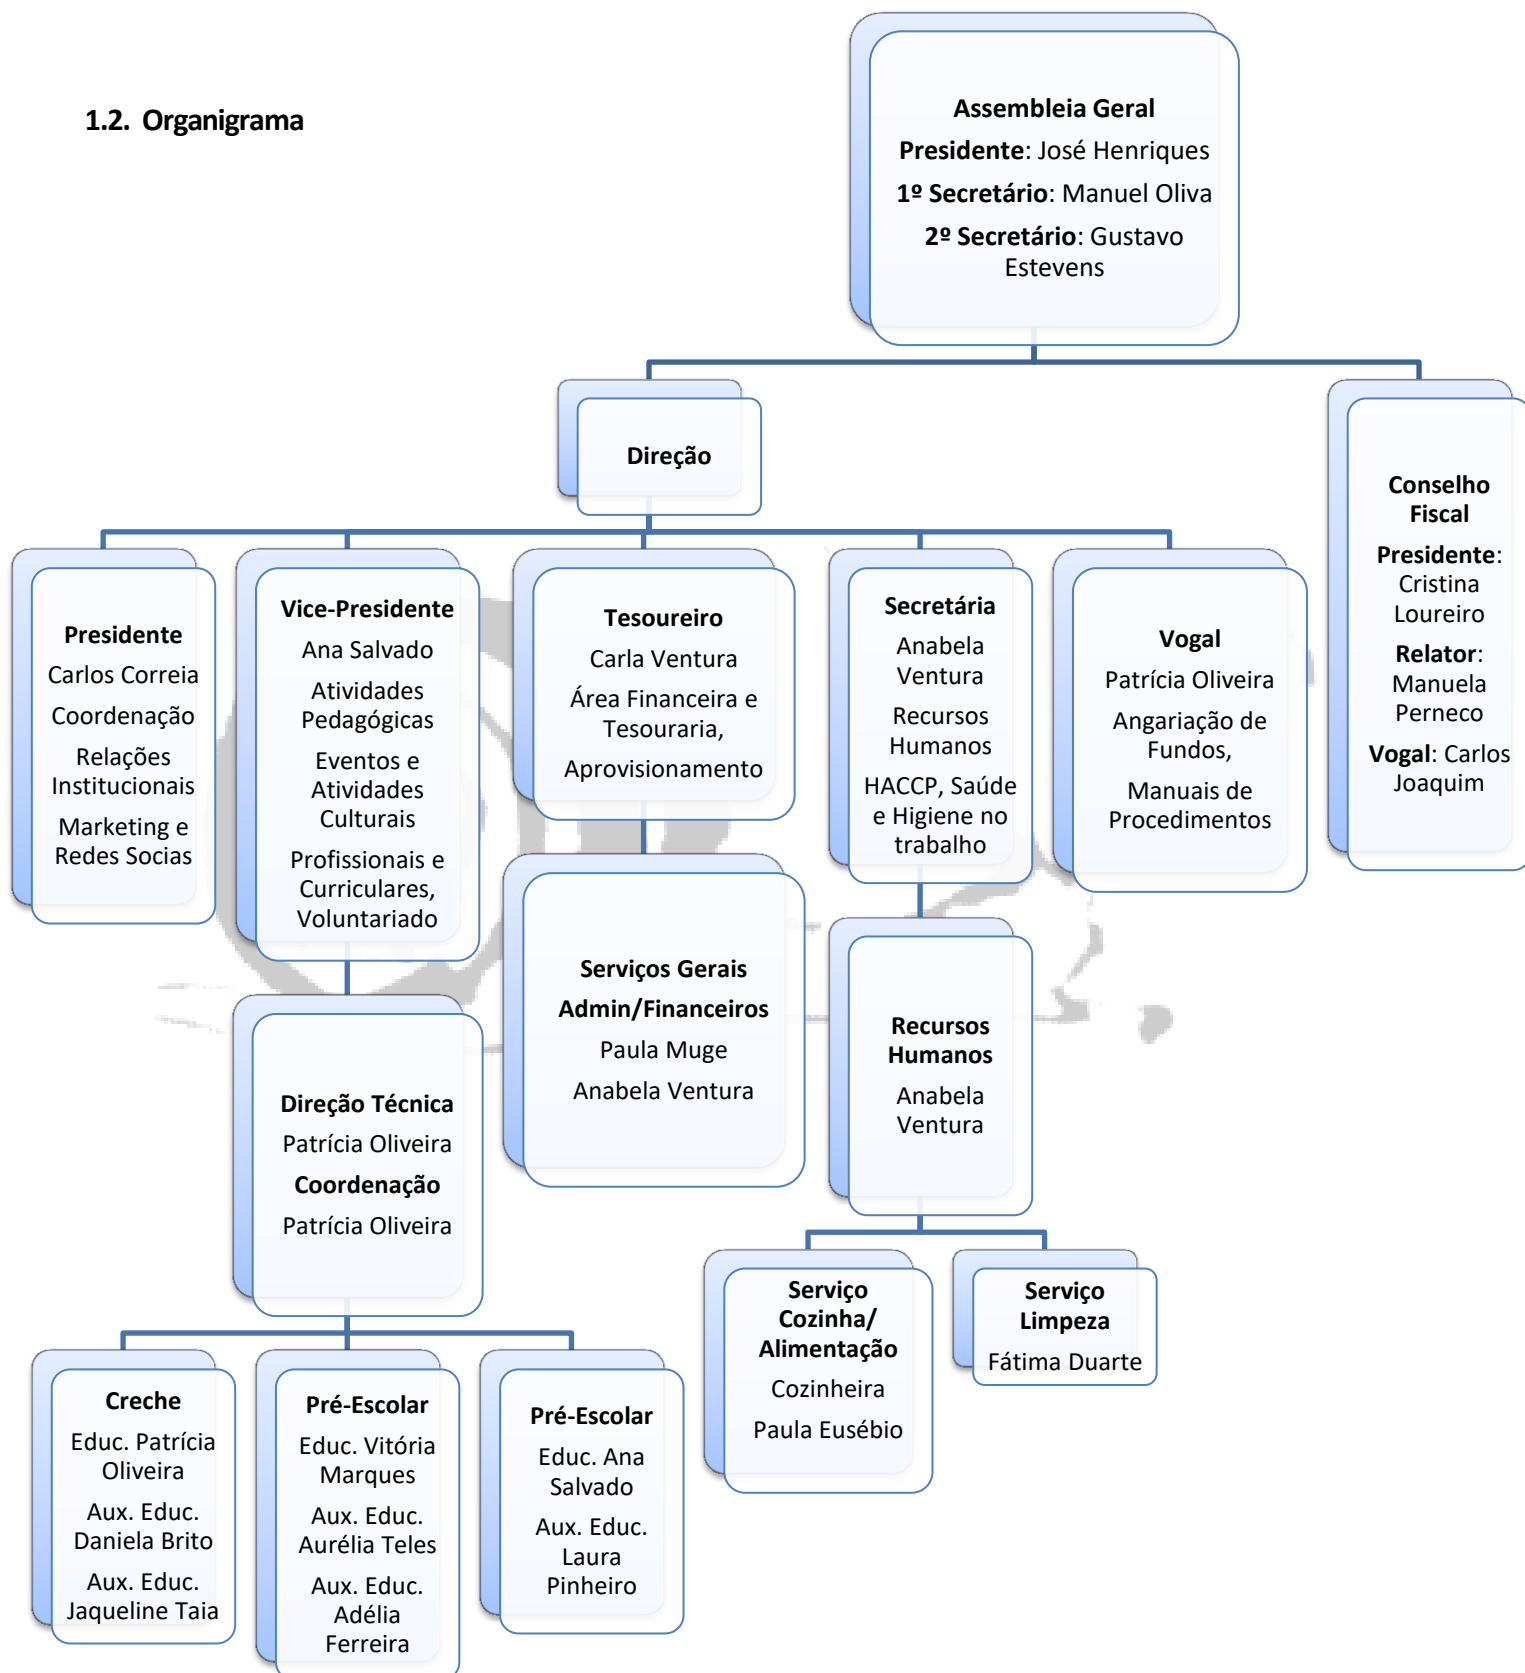 1.2. Organigrama
Assembleia Geral
Presidente: José Henriques
1º Secretário: Manuel Oliva
2º Secretário: Gustavo
Estevens
Direção
Conselho
Fiscal
Presidente:
Cristina
Loureiro
Relator:
Manuela
Perneco
Vogal: Carlos
Joaquim
Presidente
Carlos Correia
Coordenação
Relações
Institucionais
Marketing e
Redes Socias
Vice-Presidente
Ana Salvado
Atividades
Pedagógicas
Eventos e
Atividades
Culturais
Profissionais e
Curriculares,
Voluntariado
Tesoureiro
Carla Ventura
Área Financeira e
Tesouraria,
Aprovisionamento
Secretária
Anabela
Ventura
Recursos
Humanos
HACCP, Saúde
e Higiene no
trabalho
Vogal
Patrícia Oliveira
Angariação de
Fundos,
Manuais de
Procedimentos
Direção Técnica
Patrícia Oliveira
Coordenação
Patrícia Oliveira
Serviços Gerais
Admin/Financeiros
Paula Muge
Anabela Ventura
Recursos
Humanos
Anabela
Ventura
Creche
Educ. Patrícia
Oliveira
Aux. Educ.
Daniela Brito
Aux. Educ.
Jaqueline Taia
Pré-Escolar
Educ. Vitória
Marques
Aux. Educ.
Aurélia Teles
Aux. Educ.
Adélia
Ferreira
Pré-Escolar
Educ. Ana
Salvado
Aux. Educ.
Laura
Pinheiro
Serviço
Cozinha/
Alimentação
Cozinheira
Paula Eusébio
Serviço
Limpeza
Fátima Duarte